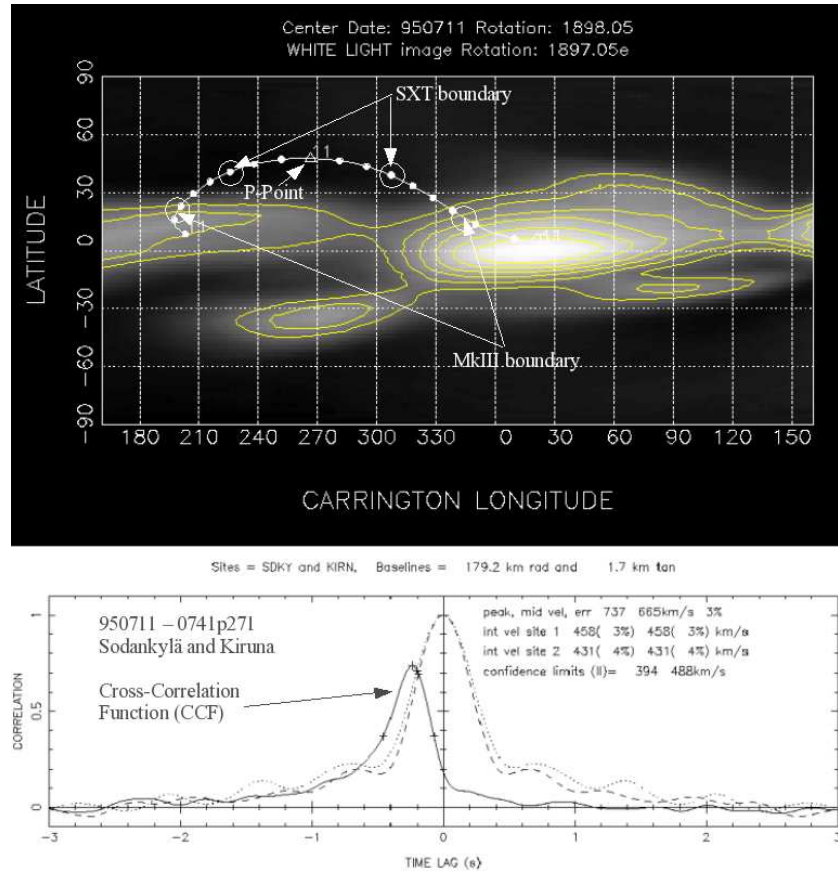 Center Date: 950711 Rotation: 1898.05
WHITE LIGHT image Rotation: 1897.05e
SXT boundary
P-Point
MkIII boundary
LATITUDE
90
60
30
0
-30
-60
-90
180 210 240 270 300 330 0 30 60 90 120 150
CARRINGTON LONGITUDE
Sites = SDKY and KIRN, Baselines = 179.2 km rad and 1.7 km tan
950711 – 0741p271
Sodankylä and Kiruna
Cross-Correlation
Function (CCF)
peak, mid vel, err 737 665km/s 3%
int vel site 1 458( 3%) 458( 3%) km/s
int vel site 2 431( 4%) 431( 4%) km/s
confidence limits (II)= 394 488km/s
CORRELATION
1
0.5
0
-3 -2 -1 0 1 2 3
TIME LAG (s)